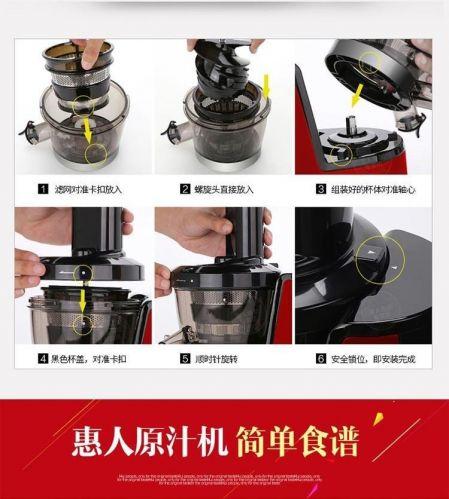 1 滤网对准卡扣放入
2 螺旋头直接放入
3 组装好的杯体对准轴心
4 黑色杯盖，对准卡扣
5 顺时针旋转
6 安全锁位，即安装完成
惠人原汁机 简单食谱